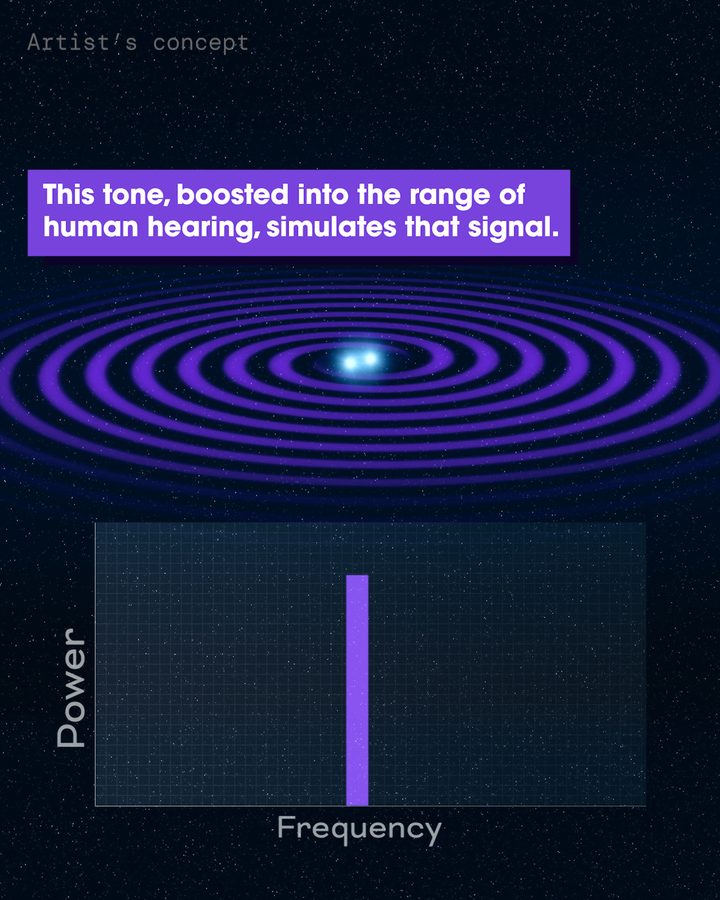 Artist's concept
This tone, boosted into the range of
human hearing, simulates that signal.
Power
Frequency